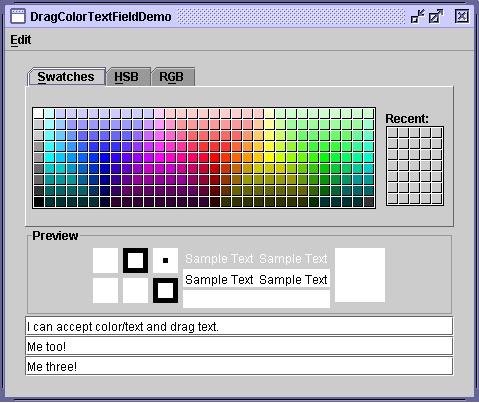 DragColorTextFieldDemo
Edit
Swatches HSB RGB
Recent:
Preview
Sample Text Sample Text
Sample Text Sample Text
I can accept color/text and drag text.
Me too!
Me three!